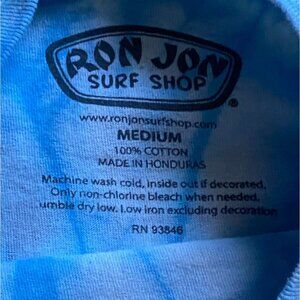 RON JON
SURF SHOP
®
www.ronjonsurfshop.com
MEDIUM
100% COTTON
MADE IN HONDURAS
Machine wash cold, inside out if decorated.
Only non-chlorine bleach when needed.
umble dry low. Low iron excluding decoration
RN 93846